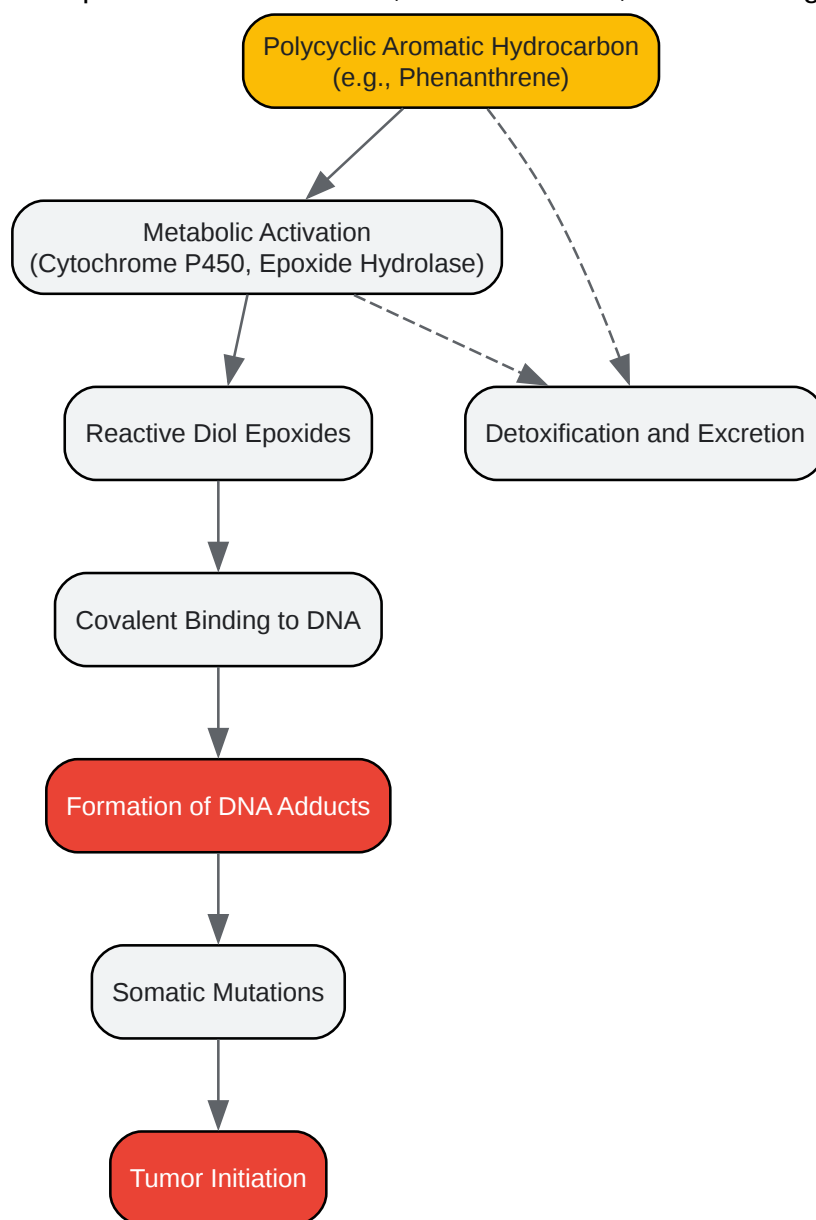 Polycyclic Aromatic Hydrocarbon
(e.g., Phenanthrene)
Metabolic Activation
(Cytochrome P450, Epoxide Hydrolase)
Reactive Diol Epoxides
Detoxification and Excretion
Covalent Binding to DNA
Formation of DNA Adducts
Somatic Mutations
Tumor Initiation